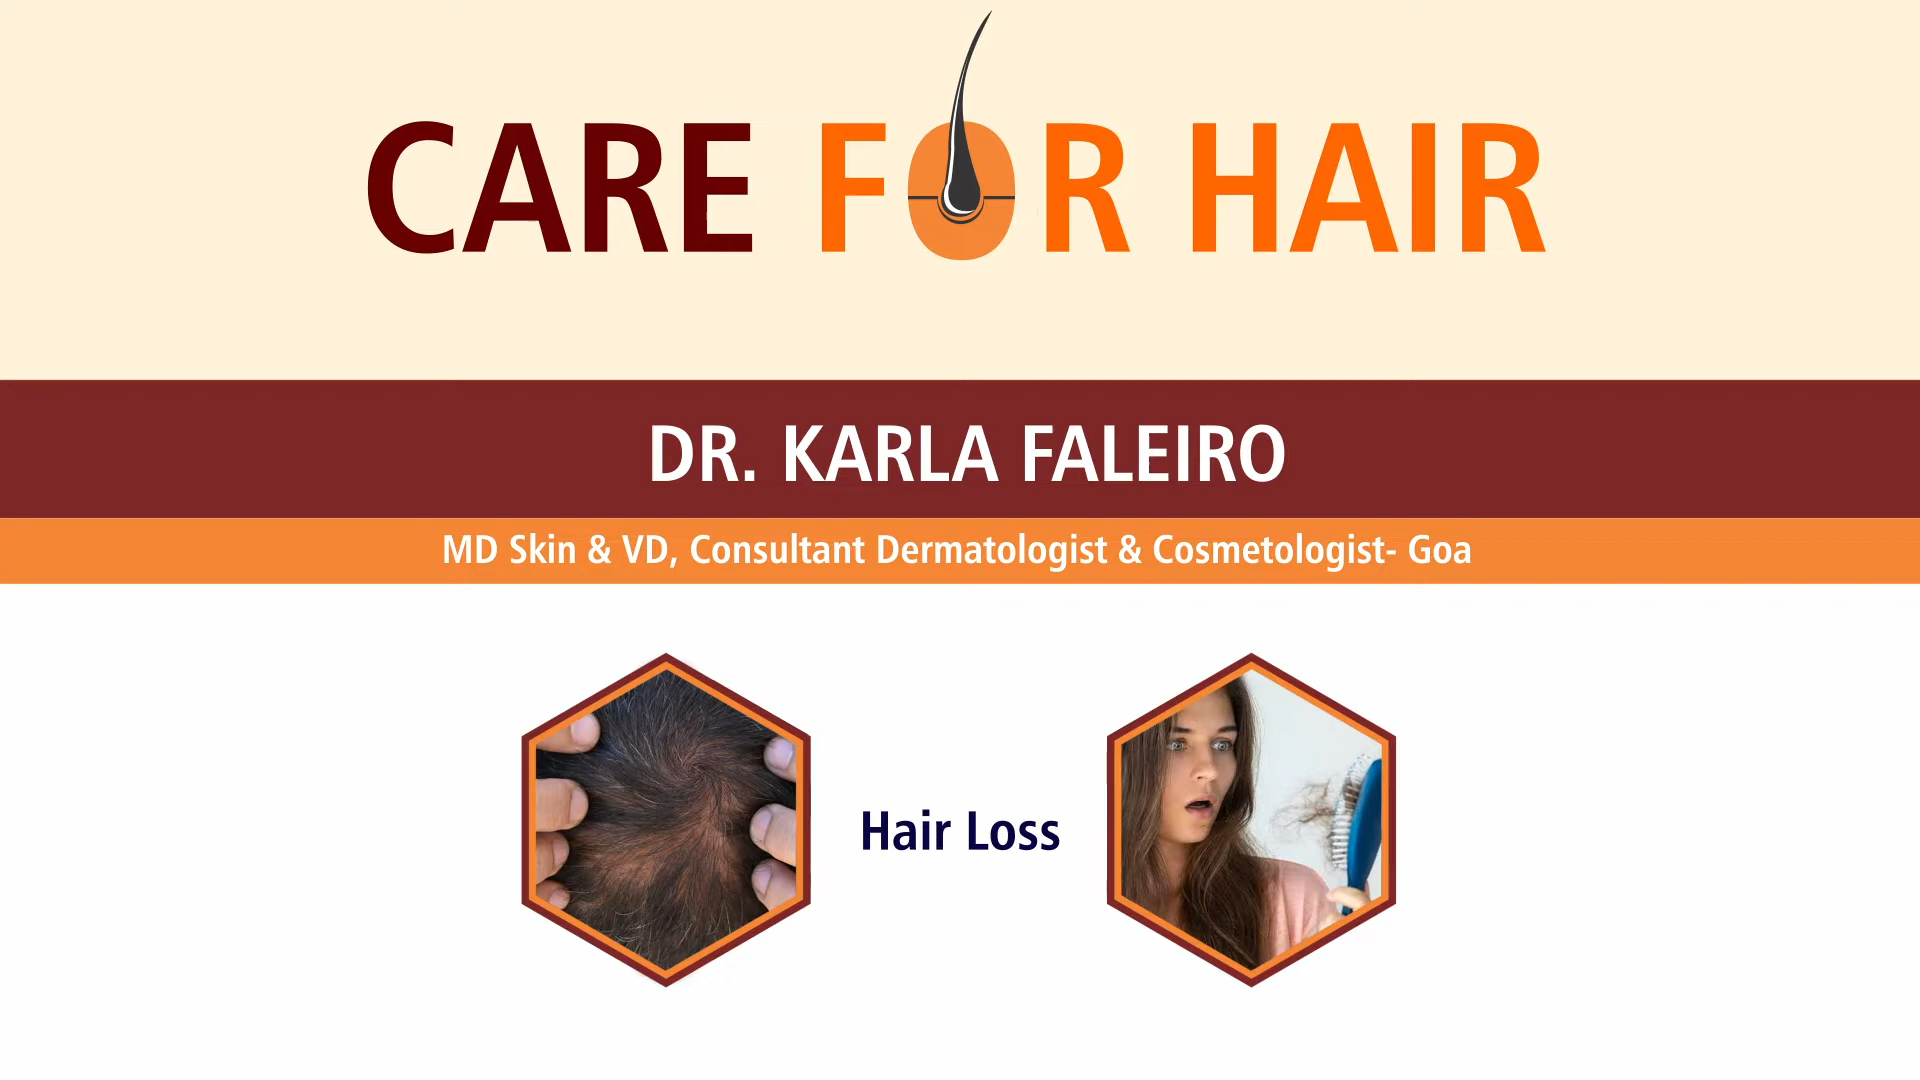 CARE FOR HAIR
DR. KARLA FALEIRO
MD Skin & VD, Consultant Dermatologist & Cosmetologist- Goa
Hair Loss